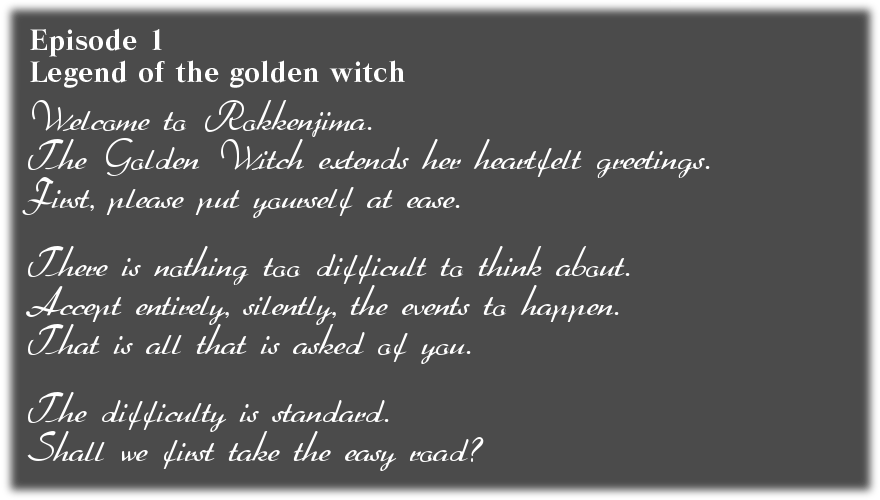 Episode 1
Legend of the golden witch
Welcome to Rokkenjima.
The Golden Witch extends her heartfelt greetings.
First, please put yourself at ease.
There is nothing too difficult to think about.
Accept entirely, silently, the events to happen.
That is all that is asked of you.
The difficulty is standard.
Shall we first take the easy road?